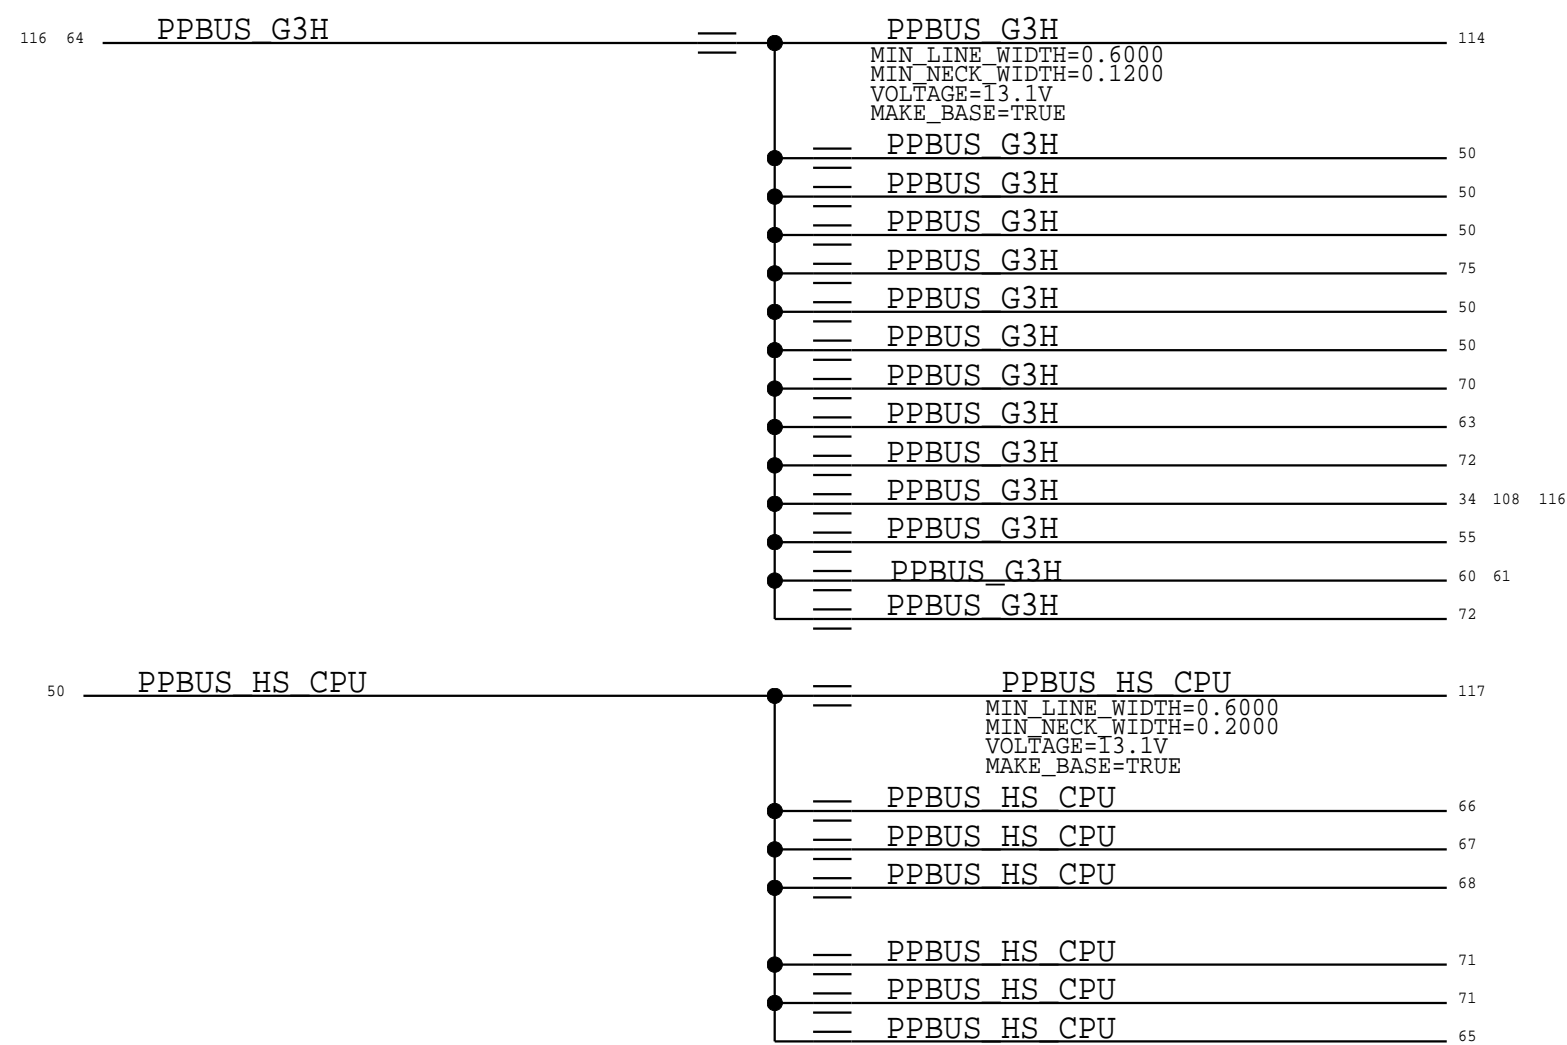 116 64 PPBUS_G3H PPBUS_G3H 114
MIN_LINE_WIDTH=0.6000
MIN_NECK_WIDTH=0.1200
VOLTAGE=13.1V
MAKE_BASE=TRUE
PPBUS_G3H 50
PPBUS_G3H 50
PPBUS_G3H 50
PPBUS_G3H 75
PPBUS_G3H 50
PPBUS_G3H 50
PPBUS_G3H 70
PPBUS_G3H 63
PPBUS_G3H 72
PPBUS_G3H 34 108 116
PPBUS_G3H 55
PPBUS_G3H 60 61
PPBUS_G3H 72
50 PPBUS_HS_CPU PPBUS_HS_CPU 117
MIN_LINE_WIDTH=0.6000
MIN_NECK_WIDTH=0.2000
VOLTAGE=13.1V
MAKE_BASE=TRUE
PPBUS_HS_CPU 66
PPBUS_HS_CPU 67
PPBUS_HS_CPU 68
PPBUS_HS_CPU 71
PPBUS_HS_CPU 71
PPBUS_HS_CPU 65